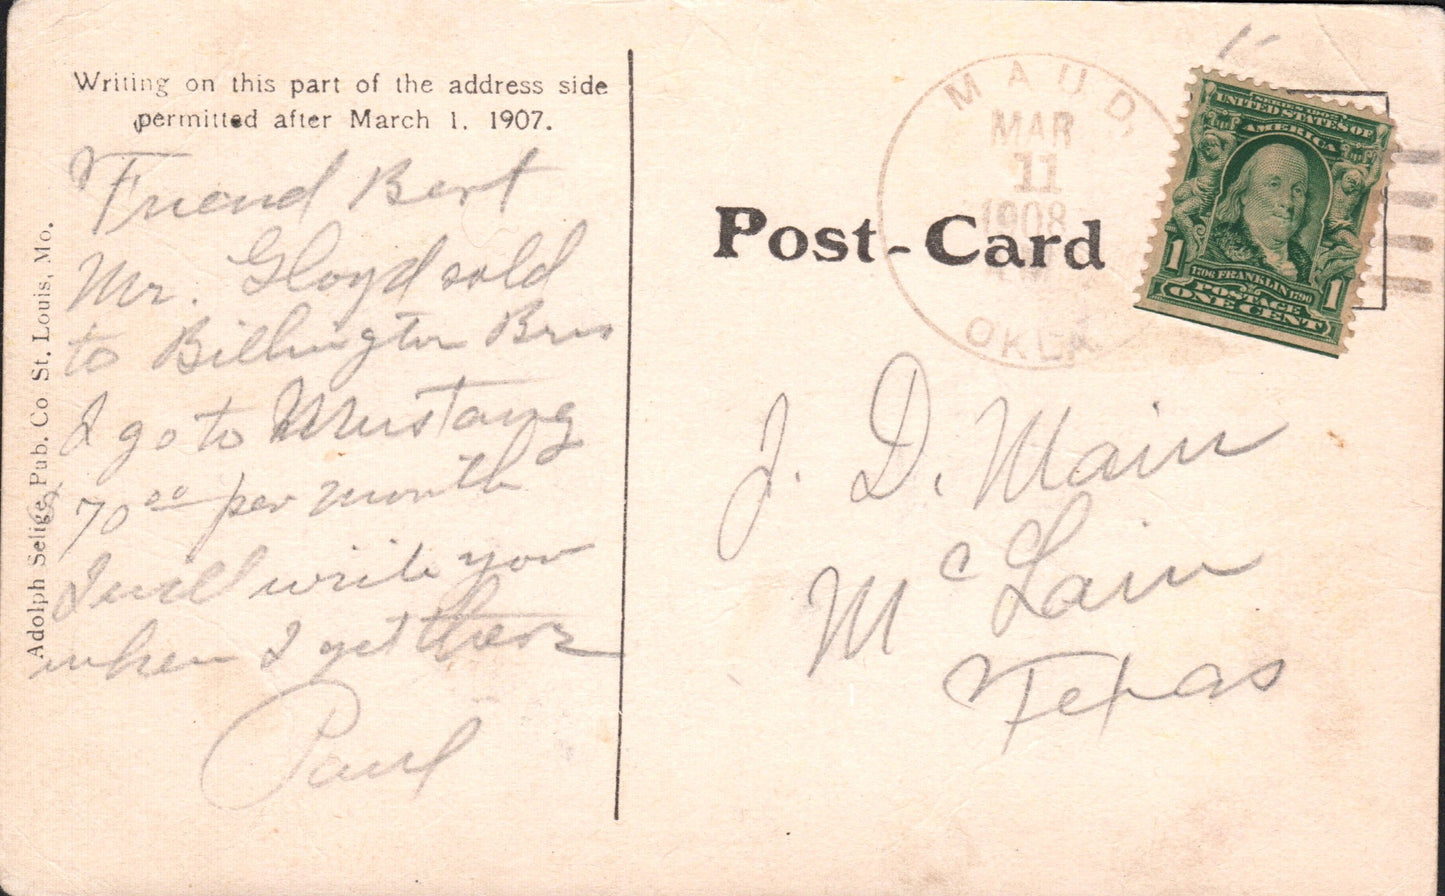 Writing on this part of the address side
permitted after March 1, 1907.
Friend Bert
Mr. Gloyd sold
to Billington Bros
I go to Mustang
70⁰⁰ per month
I will write you
when I get there
Paul
Adolph Selige Pub. Co St. Louis, Mo.
Post-Card
MAUD,
MAR
11
1908
OKLA
SERIES 1902
UNITED STATES OF
AMERICA
1706 FRANKLIN 1790
POSTAGE
1 ONE CENT 1
J. D. Main
McLain
Texas